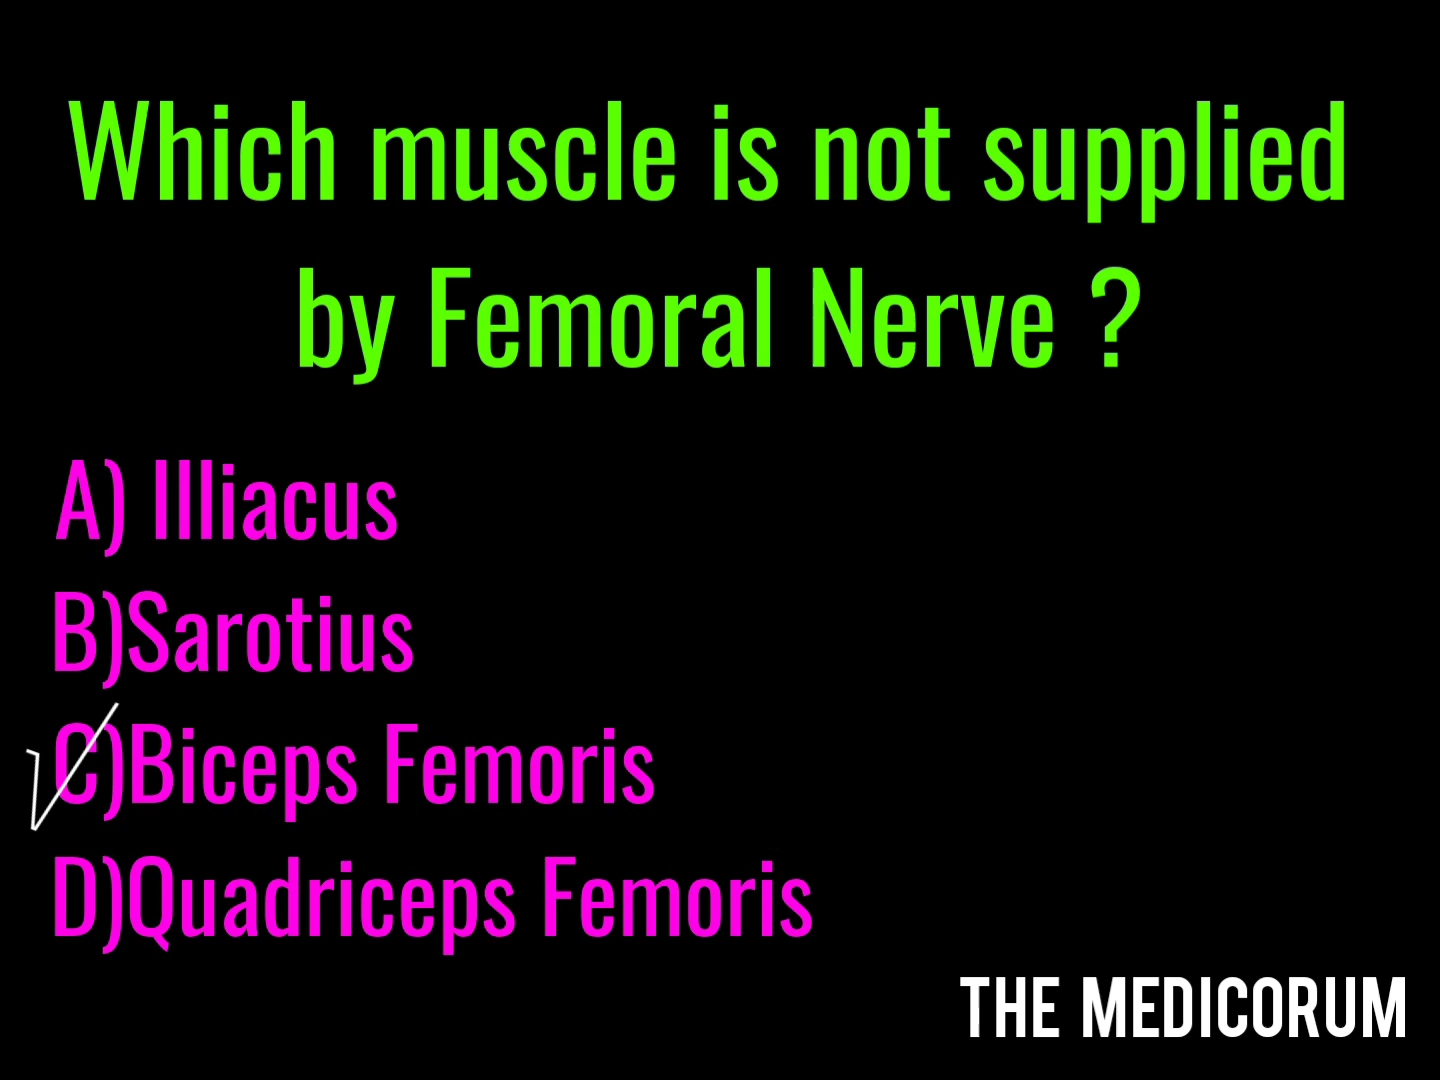 Which muscle is not supplied
by Femoral Nerve ?
A) Illiacus
B)Sarotius
C)Biceps Femoris
D)Quadriceps Femoris
THE MEDICORUM